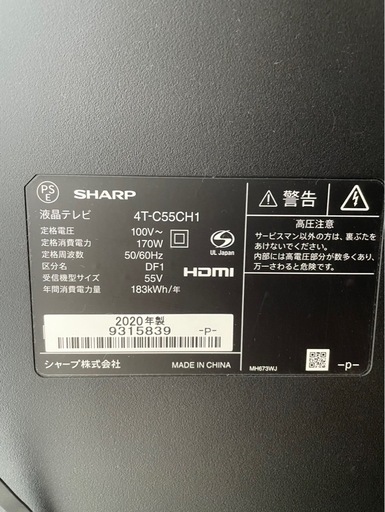 PS
E
SHARP
液晶テレビ 4T-C55CH1
定格電圧 100V~
定格消費電力 170W
定格周波数 50/60Hz
区分名 DF1
受信機型サイズ 55V
年間消費電力量 183kWh/年
S
UL Japan
HDMI
2020年製
9315839 -P-
シャープ株式会社 MADE IN CHINA
警告
高圧注意
サービスマン以外の方は、裏ぶたを
あけないでください。
内部には高電圧部分が数多くあり、
万一さわると危険です。
MH673WJ
-P-